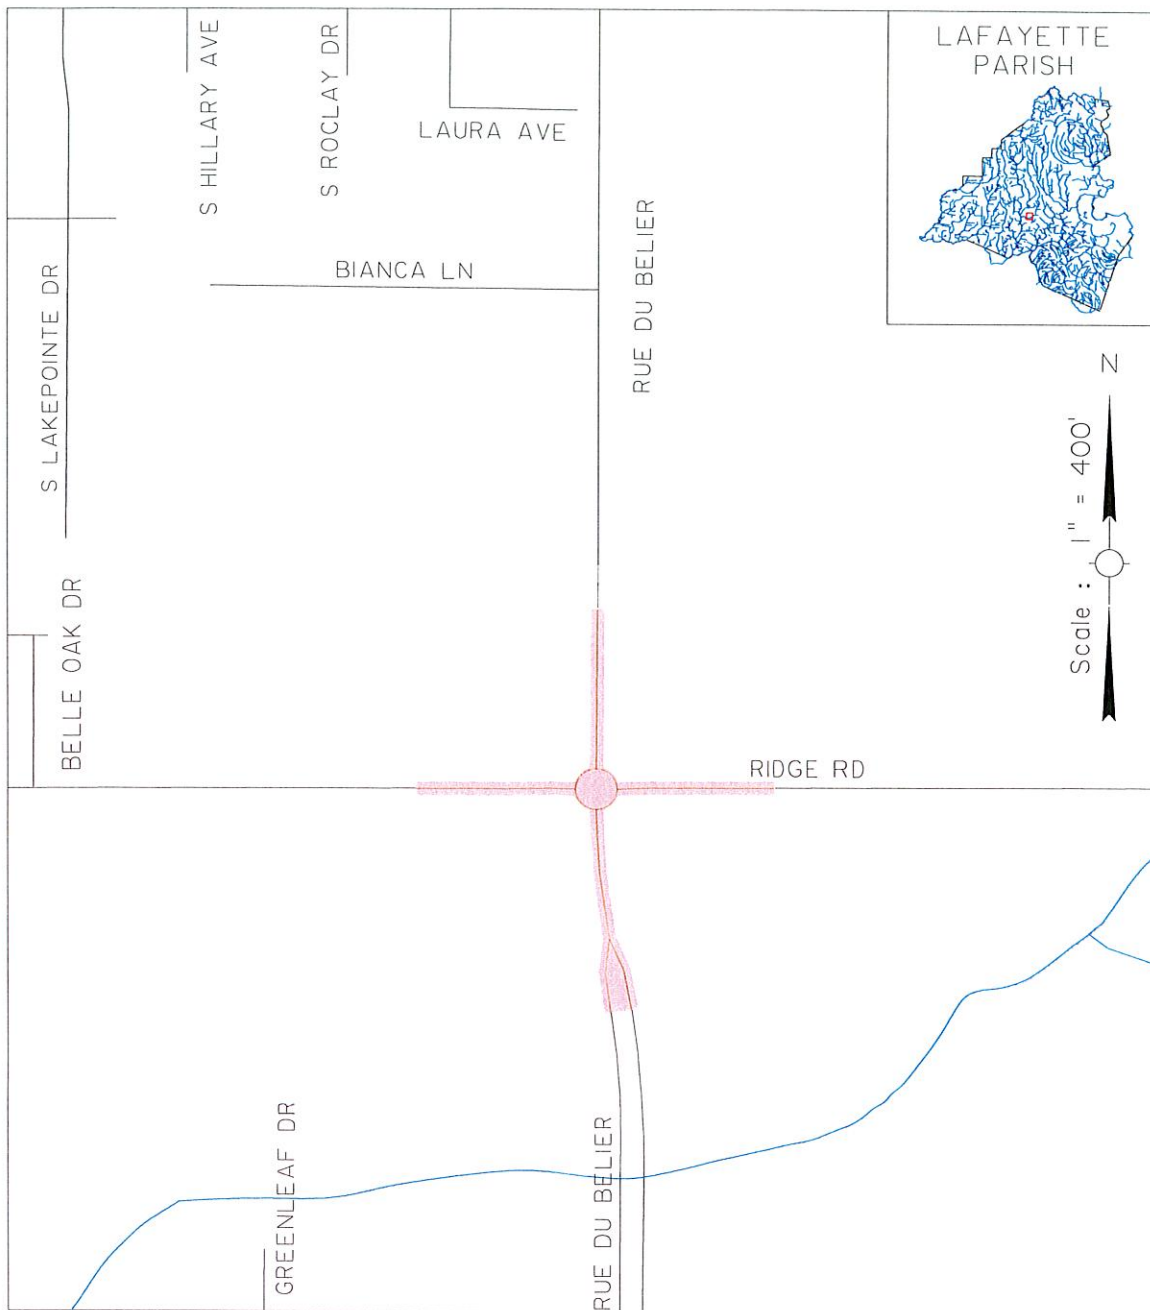 LAFAYETTE
PARISH
S HILLARY AVE
S ROCLAY DR
LAURA AVE
BIANCA LN
RUE DU BELIER
S LAKEPOINTE DR
N
Scale : 1" = 400'
BELLE OAK DR
RIDGE RD
GREENLEAF DR
RUE DU BELIER